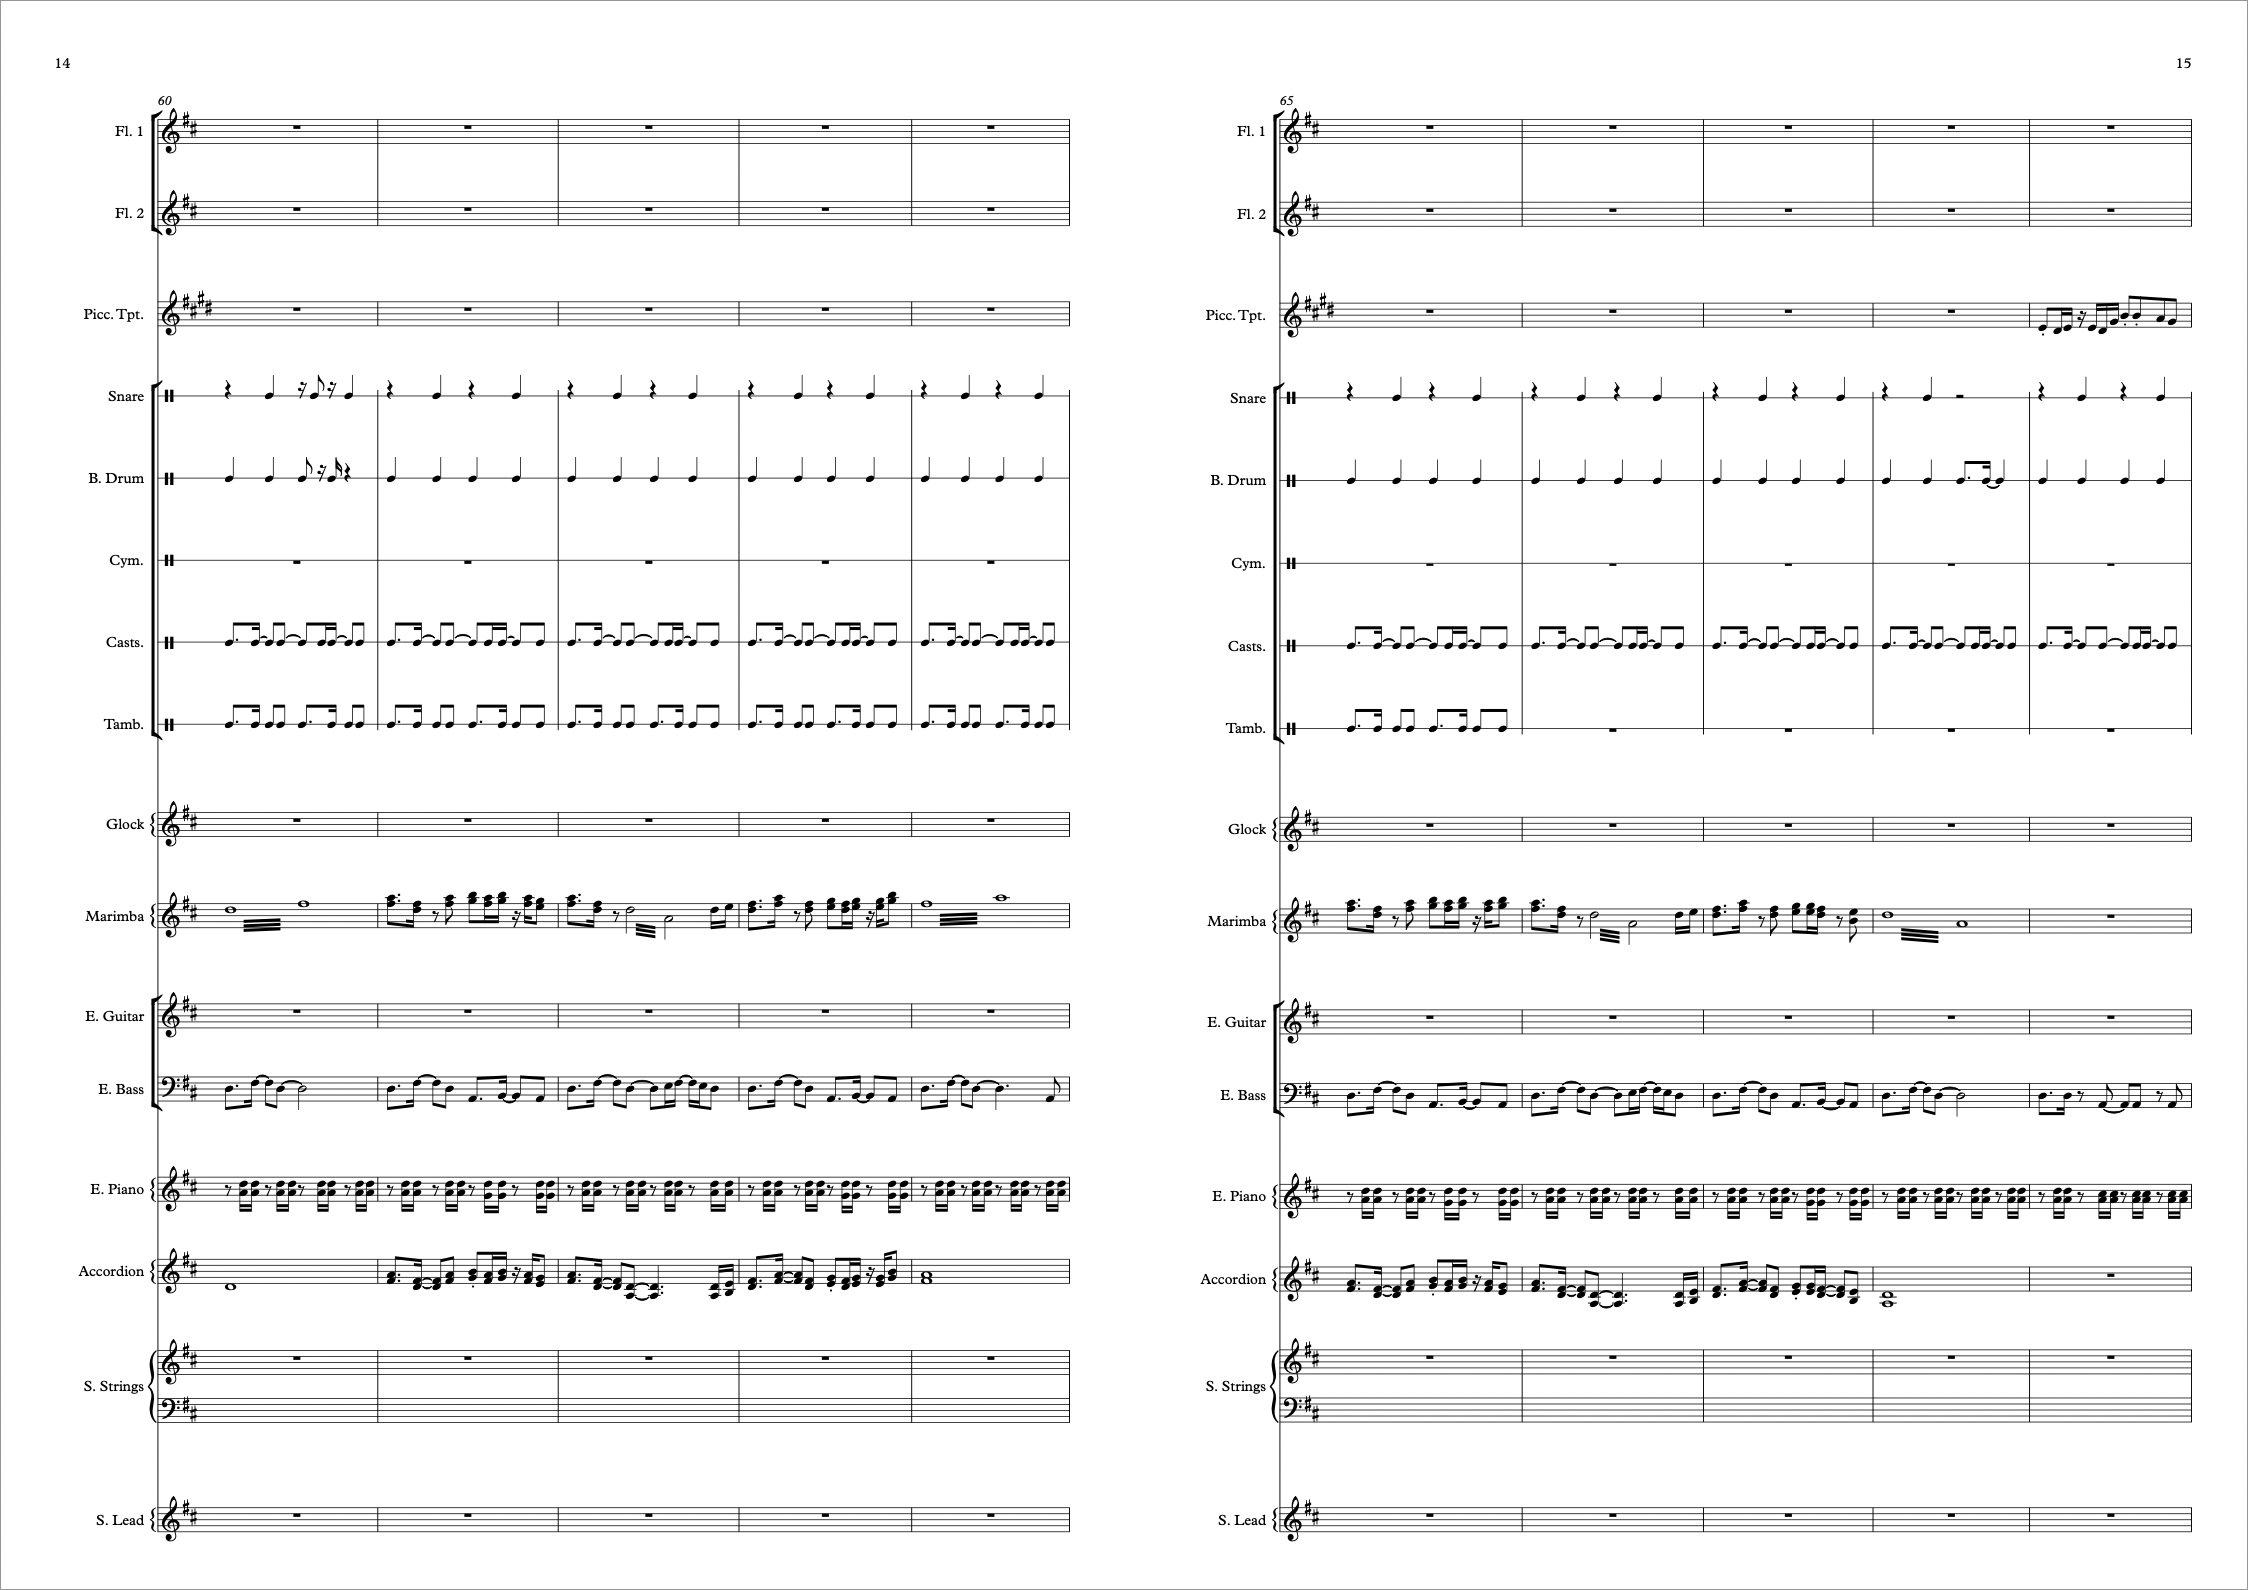 14
60
Fl. 1
Fl. 2
Picc. Tpt.
Snare
B. Drum
Cym.
Casts.
Tamb.
Glock
Marimba
E. Guitar
E. Bass
E. Piano
Accordion
S. Strings
S. Lead
15
65
Fl. 1
Fl. 2
Picc. Tpt.
Snare
B. Drum
Cym.
Casts.
Tamb.
Glock
Marimba
E. Guitar
E. Bass
E. Piano
Accordion
S. Strings
S. Lead